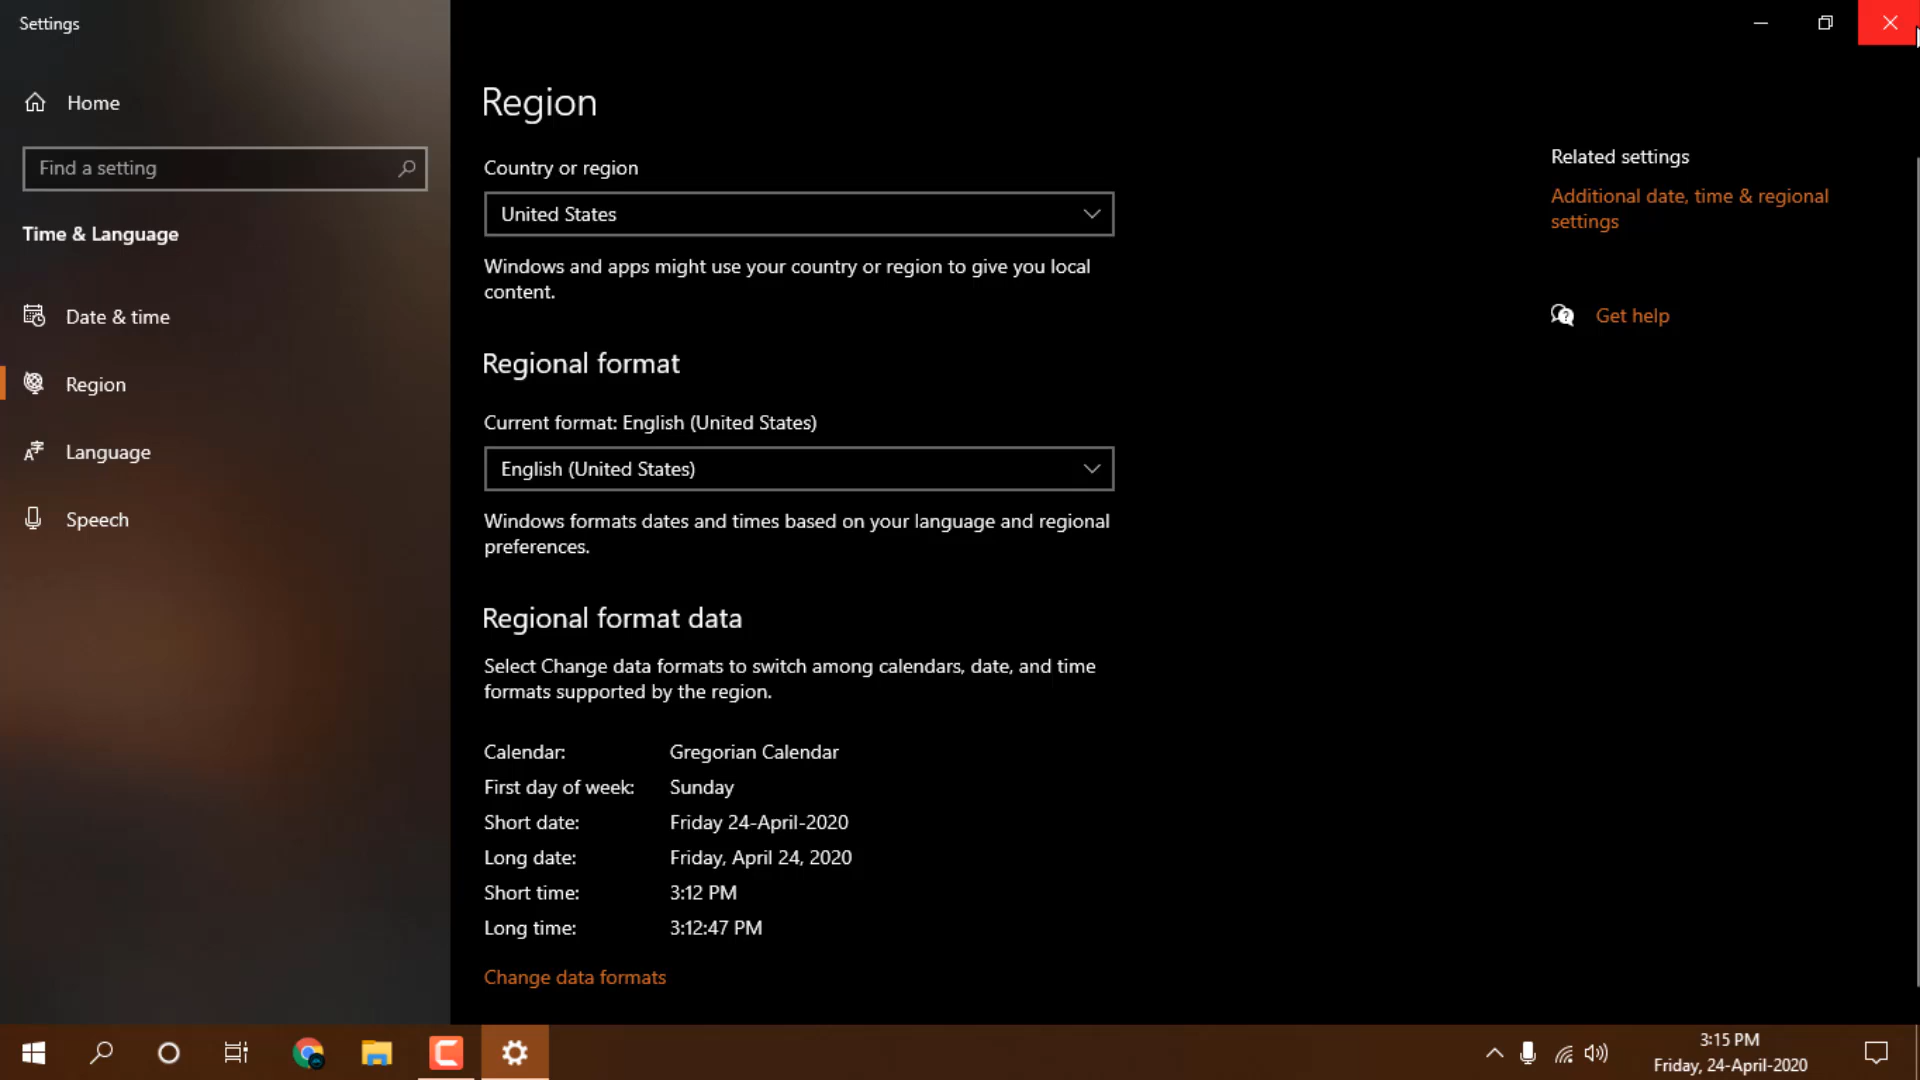 Settings
Home
Find a setting
Time & Language
Date & time
Region
Language
Speech
Region
Country or region
United States
Windows and apps might use your country or region to give you local
content.
Regional format
Current format: English (United States)
English (United States)
Windows formats dates and times based on your language and regional
preferences.
Regional format data
Select Change data formats to switch among calendars, date, and time
formats supported by the region.
Calendar: Gregorian Calendar
First day of week: Sunday
Short date: Friday 24-April-2020
Long date: Friday, April 24, 2020
Short time: 3:12 PM
Long time: 3:12:47 PM
Change data formats
Related settings
Additional date, time & regional
settings
Get help
3:15 PM
Friday, 24-April-2020